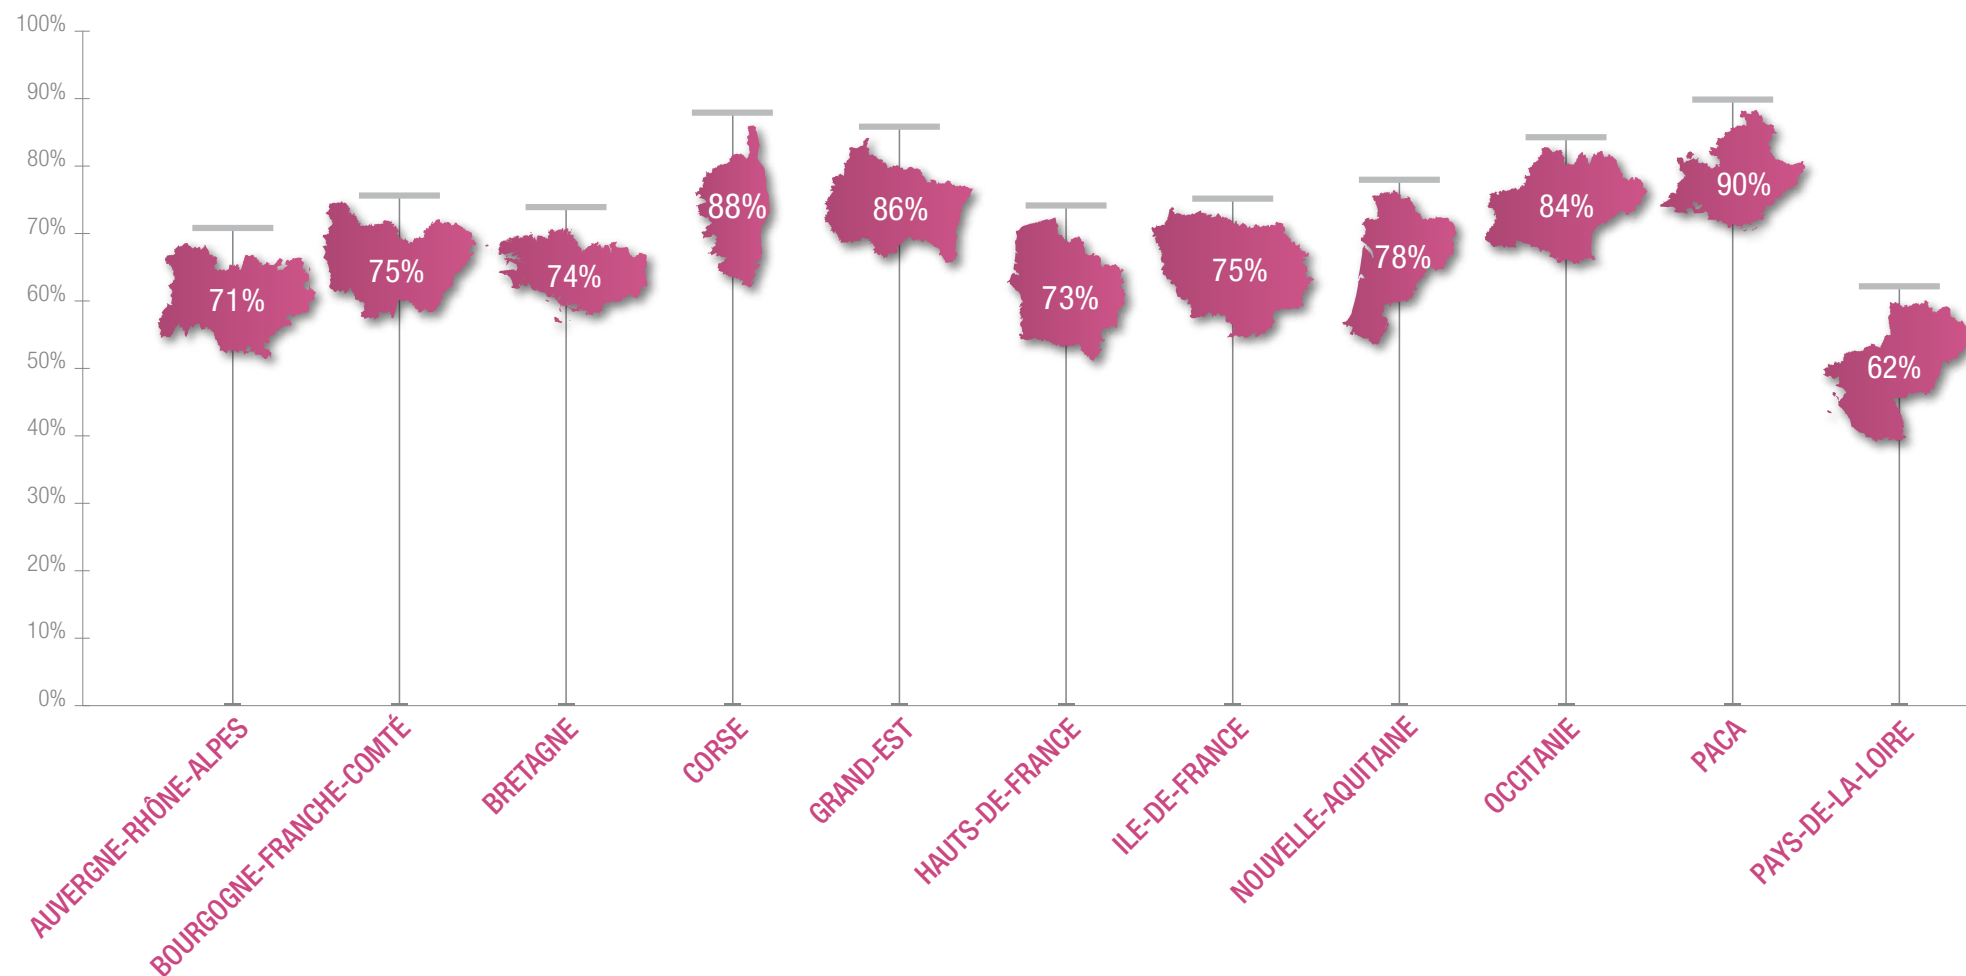 100%
90%
80%
70%
60%
50%
40%
30%
20%
10%
0%
71%
75%
74%
88%
86%
73%
75%
78%
84%
90%
62%
AUVERGNE-RHÔNE-ALPES
BOURGOGNE-FRANCHE-COMTÉ
BRETAGNE
CORSE
GRAND-EST
HAUTS-DE-FRANCE
ILE-DE-FRANCE
NOUVELLE-AQUITAINE
OCCITANIE
PACA
PAYS-DE-LA-LOIRE